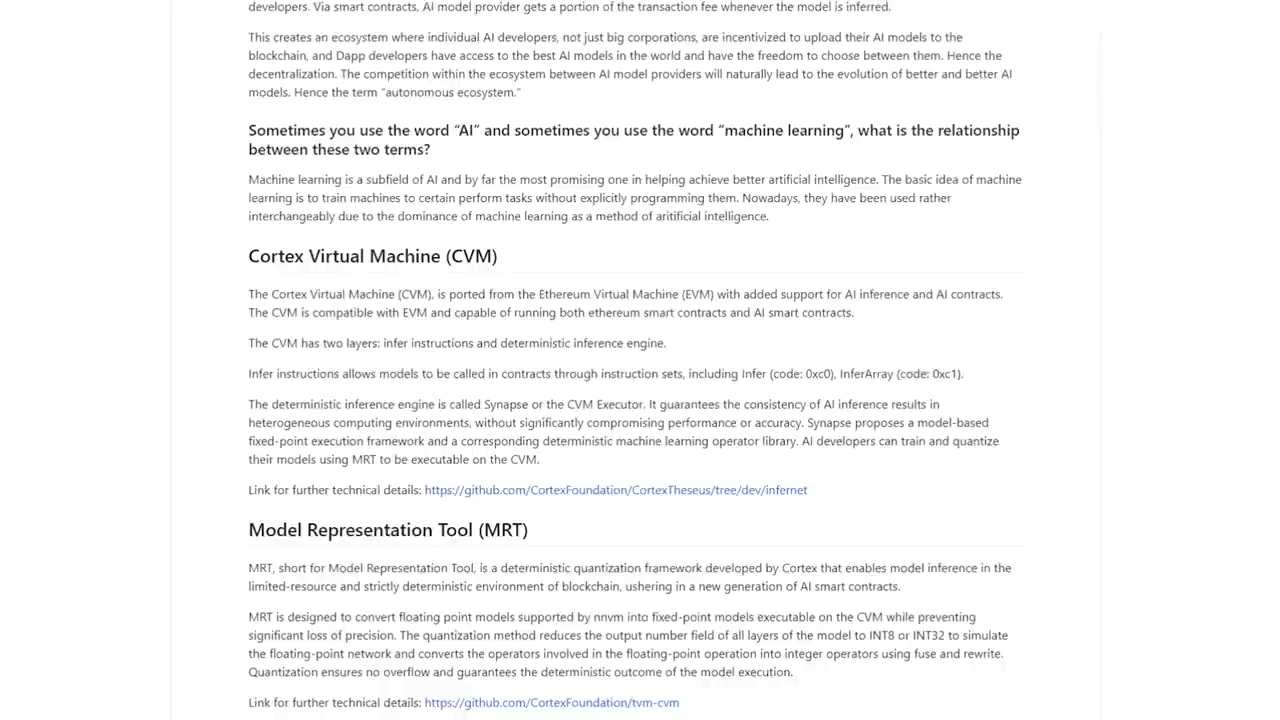 developers. Via smart contracts, AI model provider gets a portion of the transaction fee whenever the model is inferred.
This creates an ecosystem where individual AI developers, not just big corporations, are incentivized to upload their AI models to the
blockchain, and Dapp developers have access to the best AI models in the world and have the freedom to choose between them. Hence the
decentralization. The competition within the ecosystem between AI model providers will naturally lead to the evolution of better and better AI
models. Hence the term “autonomous ecosystem.”
Sometimes you use the word “AI” and sometimes you use the word “machine learning”, what is the relationship
between these two terms?
Machine learning is a subfield of AI and by far the most promising one in helping achieve better artificial intelligence. The basic idea of machine
learning is to train machines to certain perform tasks without explicitly programming them. Nowadays, they have been used rather
interchangeably due to the dominance of machine learning as a method of aritificial intelligence.
Cortex Virtual Machine (CVM)
The Cortex Virtual Machine (CVM), is ported from the Ethereum Virtual Machine (EVM) with added support for AI inference and AI contracts.
The CVM is compatible with EVM and capable of running both ethereum smart contracts and AI smart contracts.
The CVM has two layers: infer instructions and deterministic inference engine.
Infer instructions allows models to be called in contracts through instruction sets, including Infer (code: 0xc0), InferArray (code: 0xc1).
The deterministic inference engine is called Synapse or the CVM Executor. It guarantees the consistency of AI inference results in
heterogeneous computing environments, without significantly compromising performance or accuracy. Synapse proposes a model-based
fixed-point execution framework and a corresponding deterministic machine learning operator library. AI developers can train and quantize
their models using MRT to be executable on the CVM.
Link for further technical details: https://github.com/CortexFoundation/CortexTheseus/tree/dev/infernet
Model Representation Tool (MRT)
MRT, short for Model Representation Tool, is a deterministic quantization framework developed by Cortex that enables model inference in the
limited-resource and strictly deterministic environment of blockchain, ushering in a new generation of AI smart contracts.
MRT is designed to convert floating point models supported by nnvm into fixed-point models executable on the CVM while preventing
significant loss of precision. The quantization method reduces the output number field of all layers of the model to INT8 or INT32 to simulate
the floating-point network and converts the operators involved in the floating-point operation into integer operators using fuse and rewrite.
Quantization ensures no overflow and guarantees the deterministic outcome of the model execution.
Link for further technical details: https://github.com/CortexFoundation/tvm-cvm